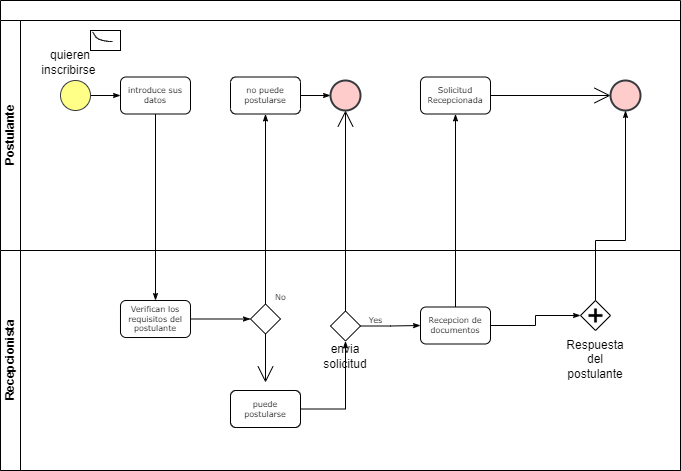 Postulante
quieren
inscribirse
introduce sus
datos
no puede
postularse
Solicitud
Recepcionada
Recepcionista
Verifican los
requisitos del
postulante
No
puede
postularse
envia
solicitud
Yes
Recepcion de
documentos
Respuesta
del
postulante